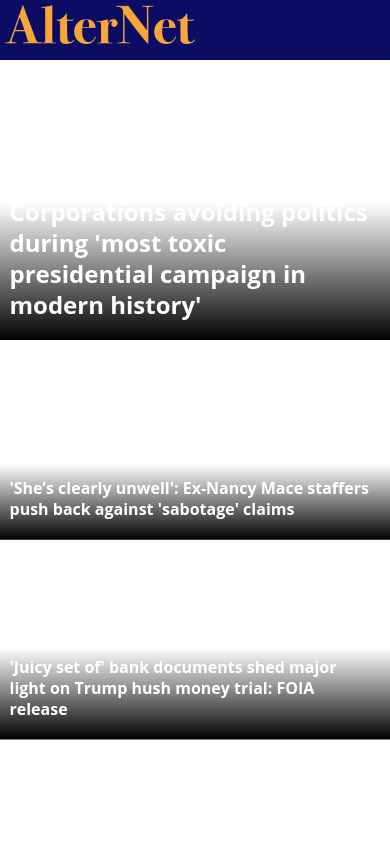 AlterNet
Corporations avoiding politics
during 'most toxic
presidential campaign in
modern history'
'She’s clearly unwell': Ex-Nancy Mace staffers
push back against 'sabotage' claims
'Juicy set of' bank documents shed major
light on Trump hush money trial: FOIA
release